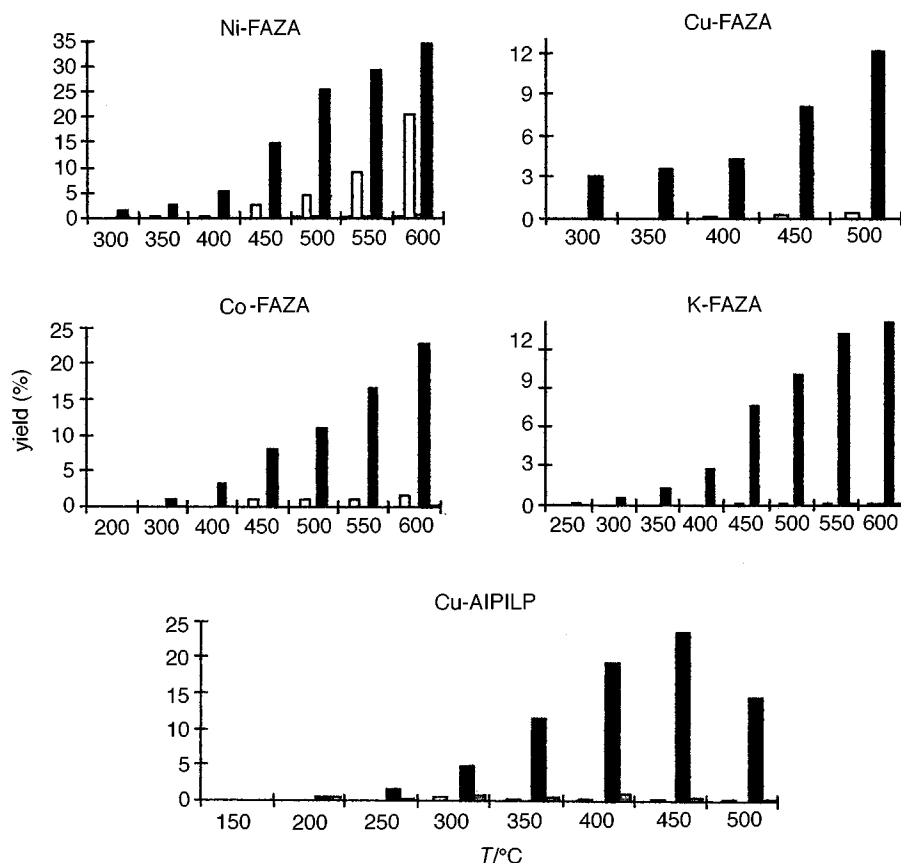 Ni-FAZA
35
30
25
20
15
10
5
0
300 350 400 450 500 550 600
Cu-FAZA
12
9
6
3
0
300 350 400 450 500
Co-FAZA
25
20
15
10
5
0
200 300 400 450 500 550 600
yield (%)
K-FAZA
12
9
6
3
0
250 300 350 400 450 500 550 600
Cu-AlPILP
25
20
15
10
5
0
150 200 250 300 350 400 450 500
T/°C